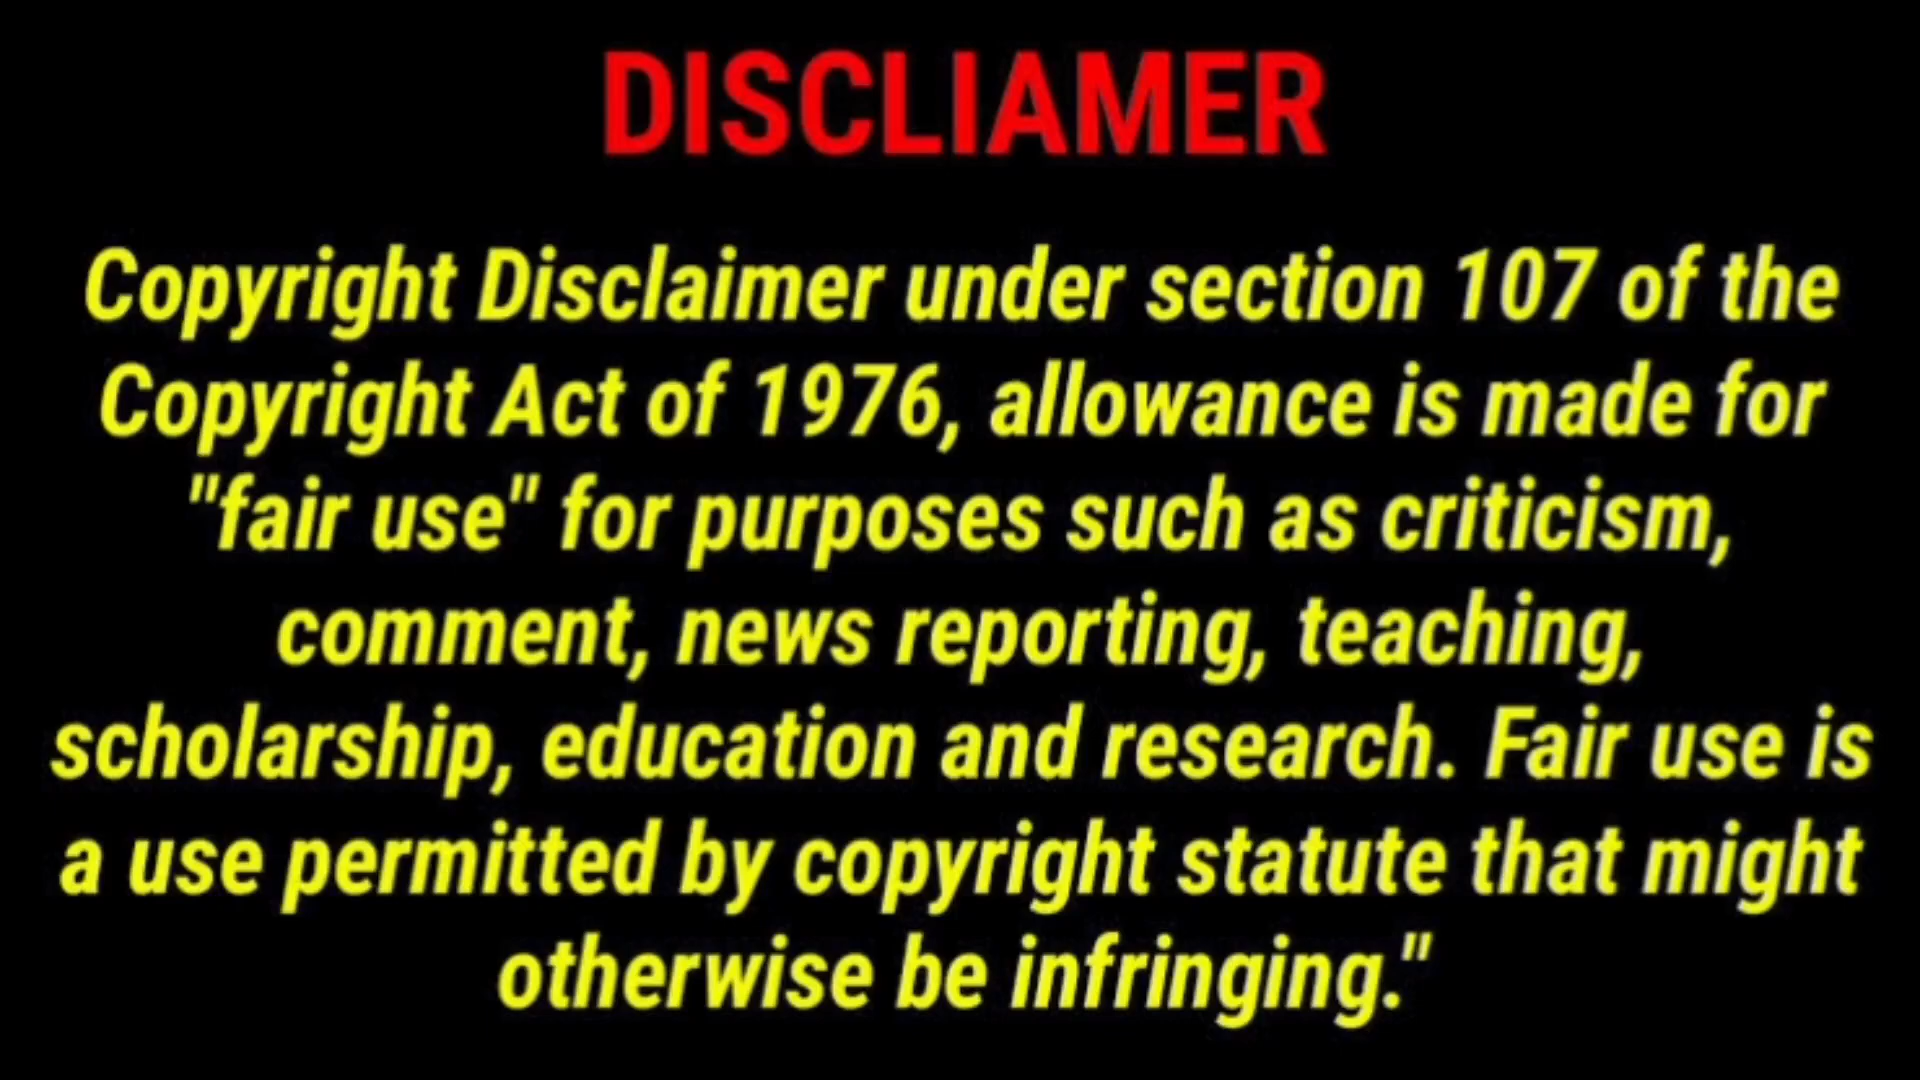 DISCLIAMER
Copyright Disclaimer under section 107 of the
Copyright Act of 1976, allowance is made for
"fair use" for purposes such as criticism,
comment, news reporting, teaching,
scholarship, education and research. Fair use is
a use permitted by copyright statute that might
otherwise be infringing."